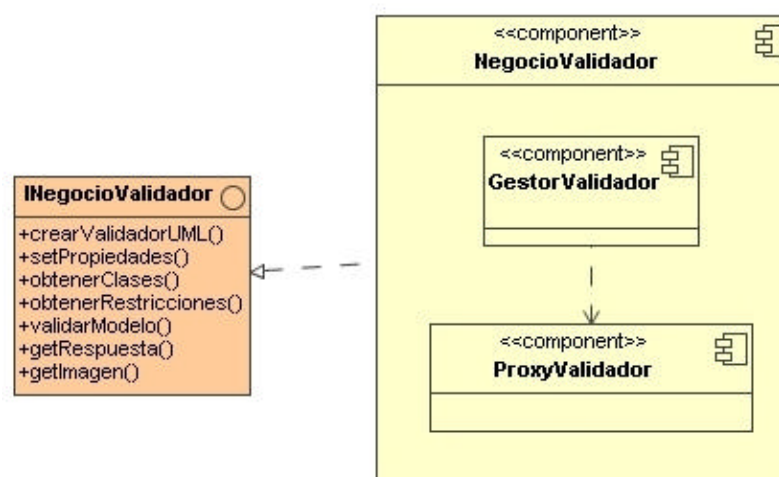 <<component>>
NegocioValidador
<<component>>
GestorValidador
INegocioValidador
+crearValidadorUML()
+setPropiedades()
+obtenerClases()
+obtenerRestricciones()
+validarModelo()
+getRespuesta()
+getImagen()
<<component>>
ProxyValidador